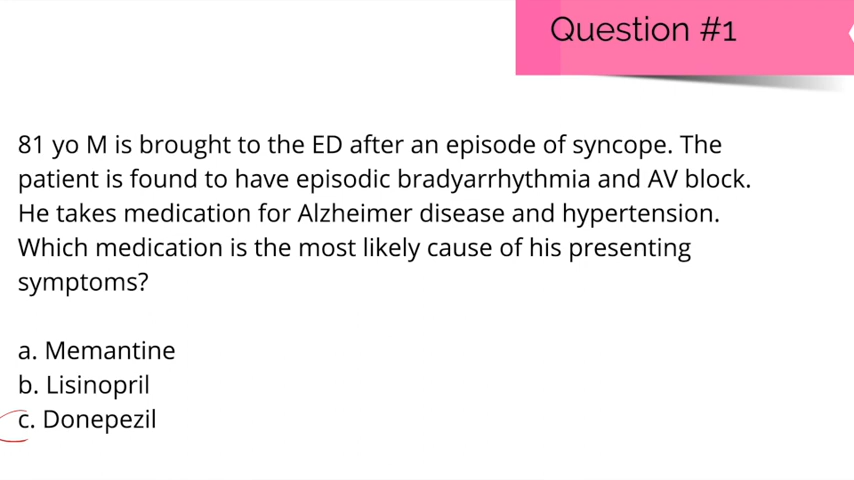 Question #1
81 yo M is brought to the ED after an episode of syncope. The
patient is found to have episodic bradyarrhythmia and AV block.
He takes medication for Alzheimer disease and hypertension.
Which medication is the most likely cause of his presenting
symptoms?
a. Memantine
b. Lisinopril
c. Donepezil